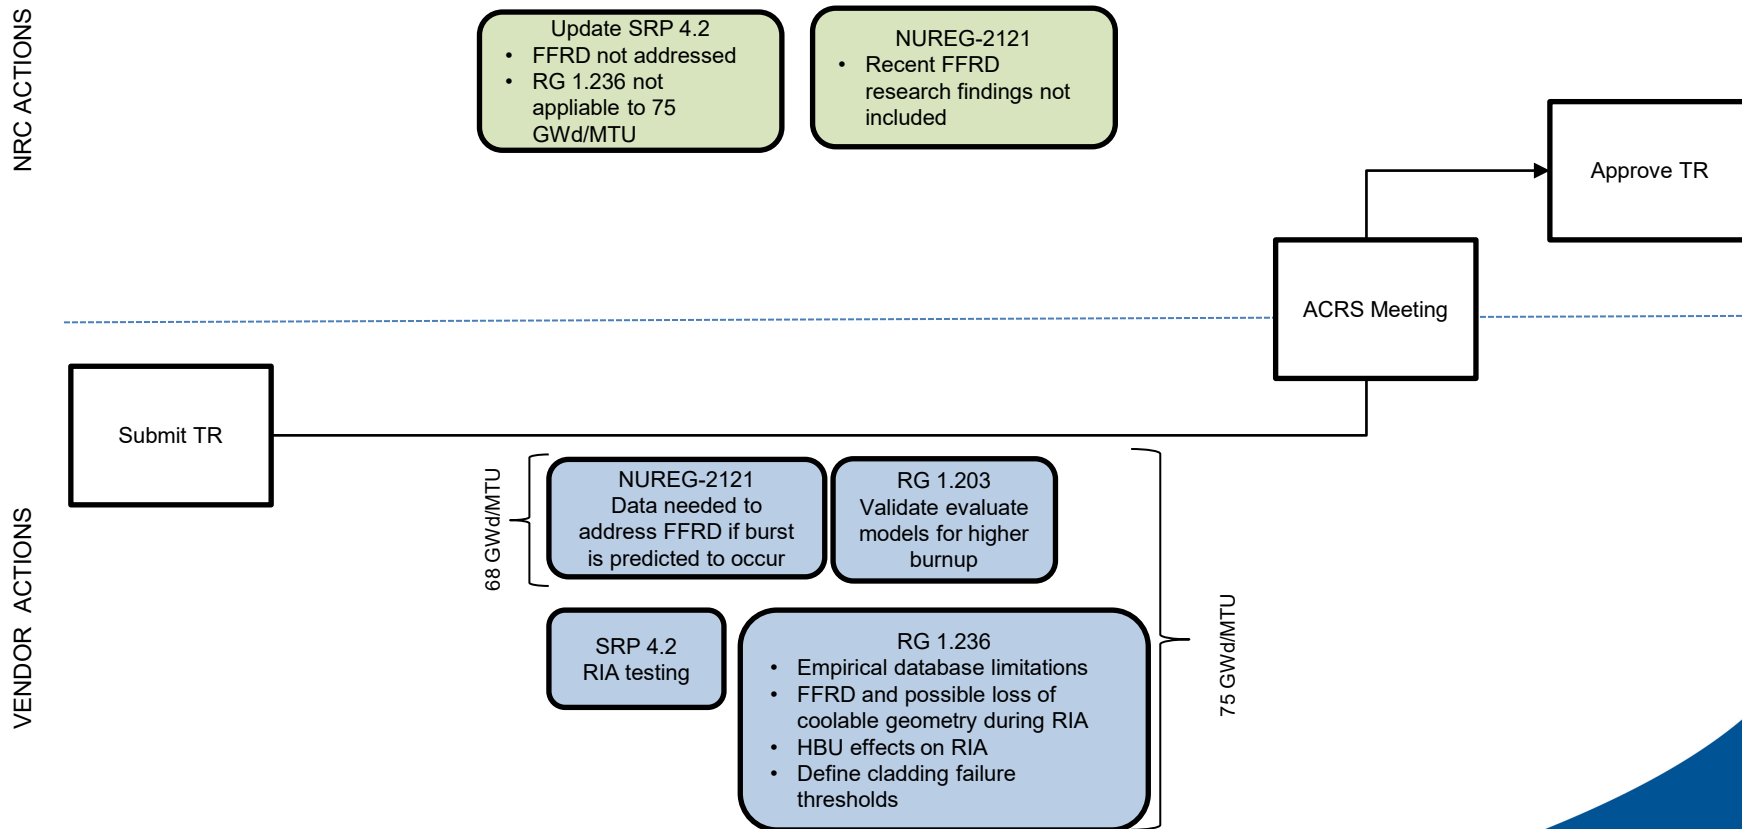 NRC ACTIONS
Update SRP 4.2
• FFRD not addressed
• RG 1.236 not
appliable to 75
GWd/MTU
NUREG-2121
• Recent FFRD
research findings not
included
Approve TR
ACRS Meeting
Submit TR
VENDOR ACTIONS
68 GWd/MTU
NUREG-2121
Data needed to
address FFRD if burst
is predicted to occur
RG 1.203
Validate evaluate
models for higher
burnup
SRP 4.2
RIA testing
RG 1.236
• Empirical database limitations
• FFRD and possible loss of
coolable geometry during RIA
• HBU effects on RIA
• Define cladding failure
thresholds
75 GWd/MTU